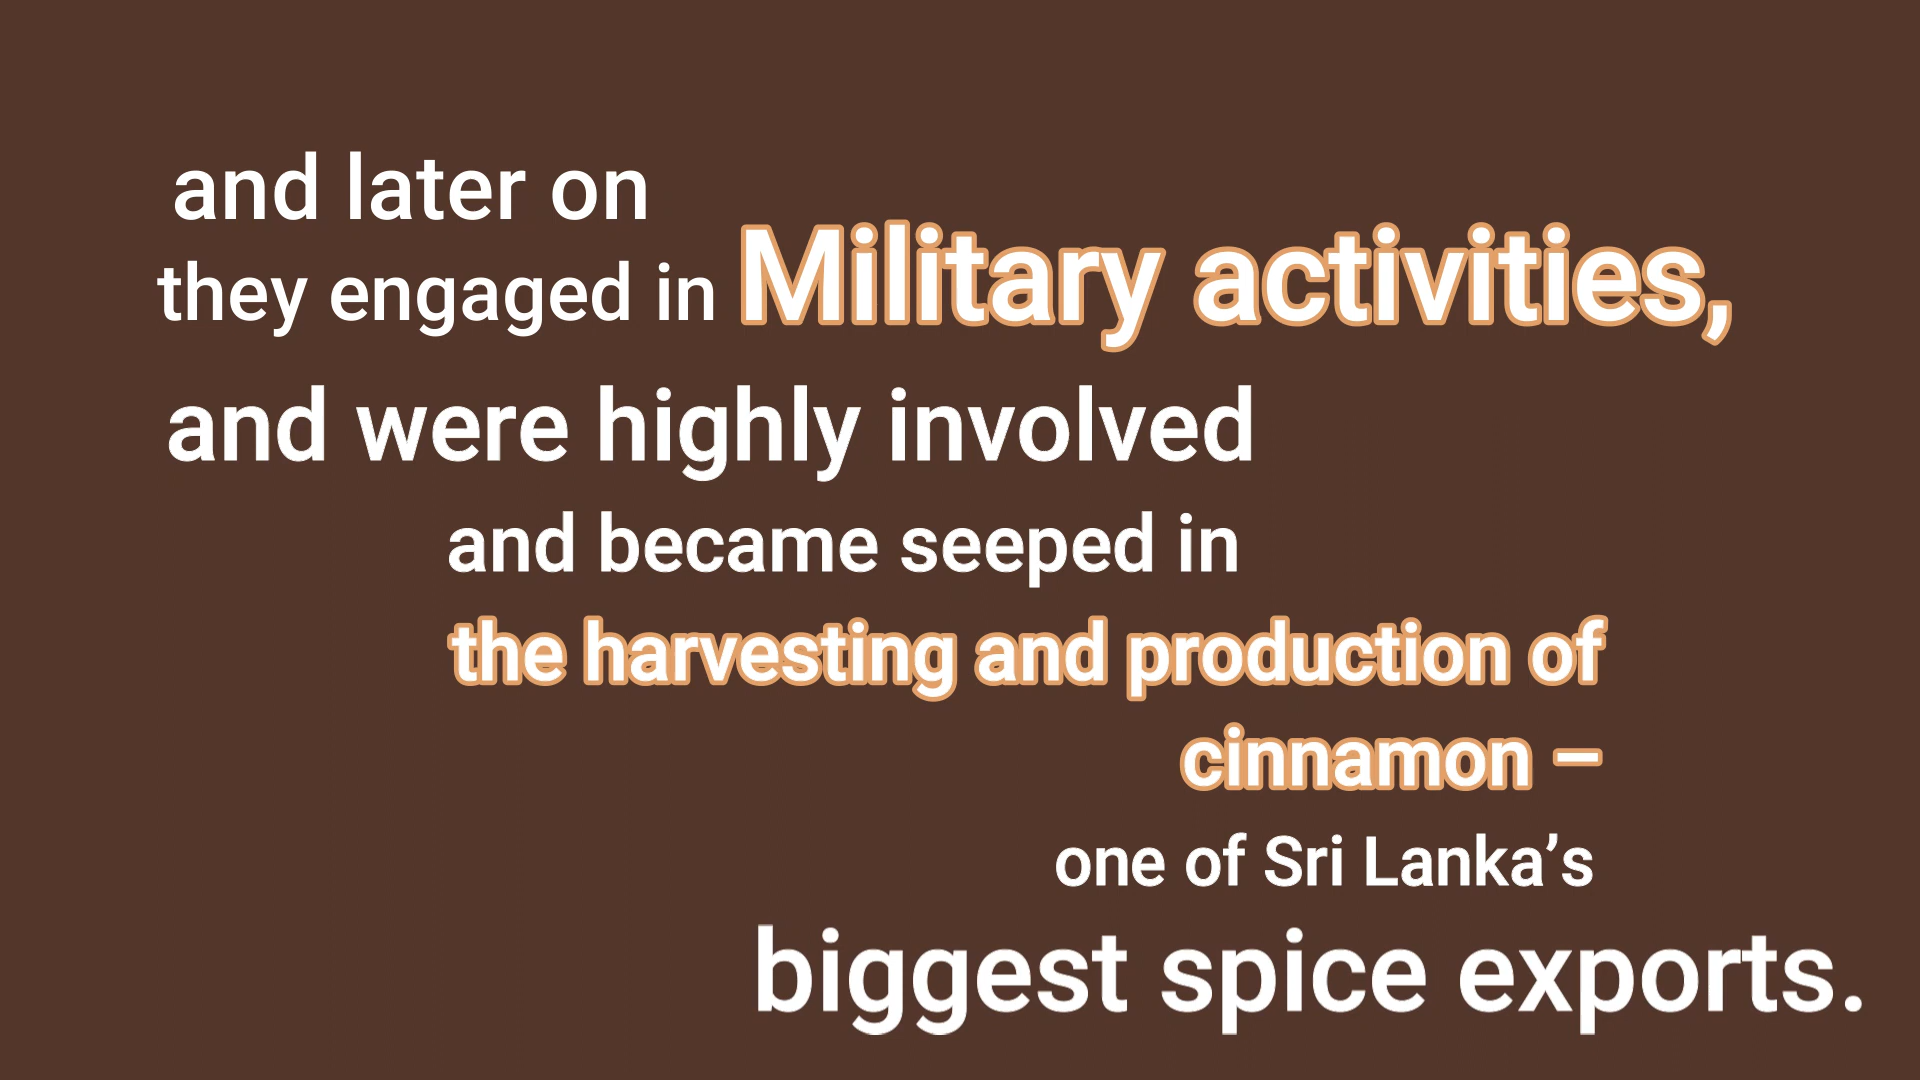 and later on
they engaged in Military activities,
and were highly involved
and became seeped in
the harvesting and production of
cinnamon –
one of Sri Lanka’s
biggest spice exports.